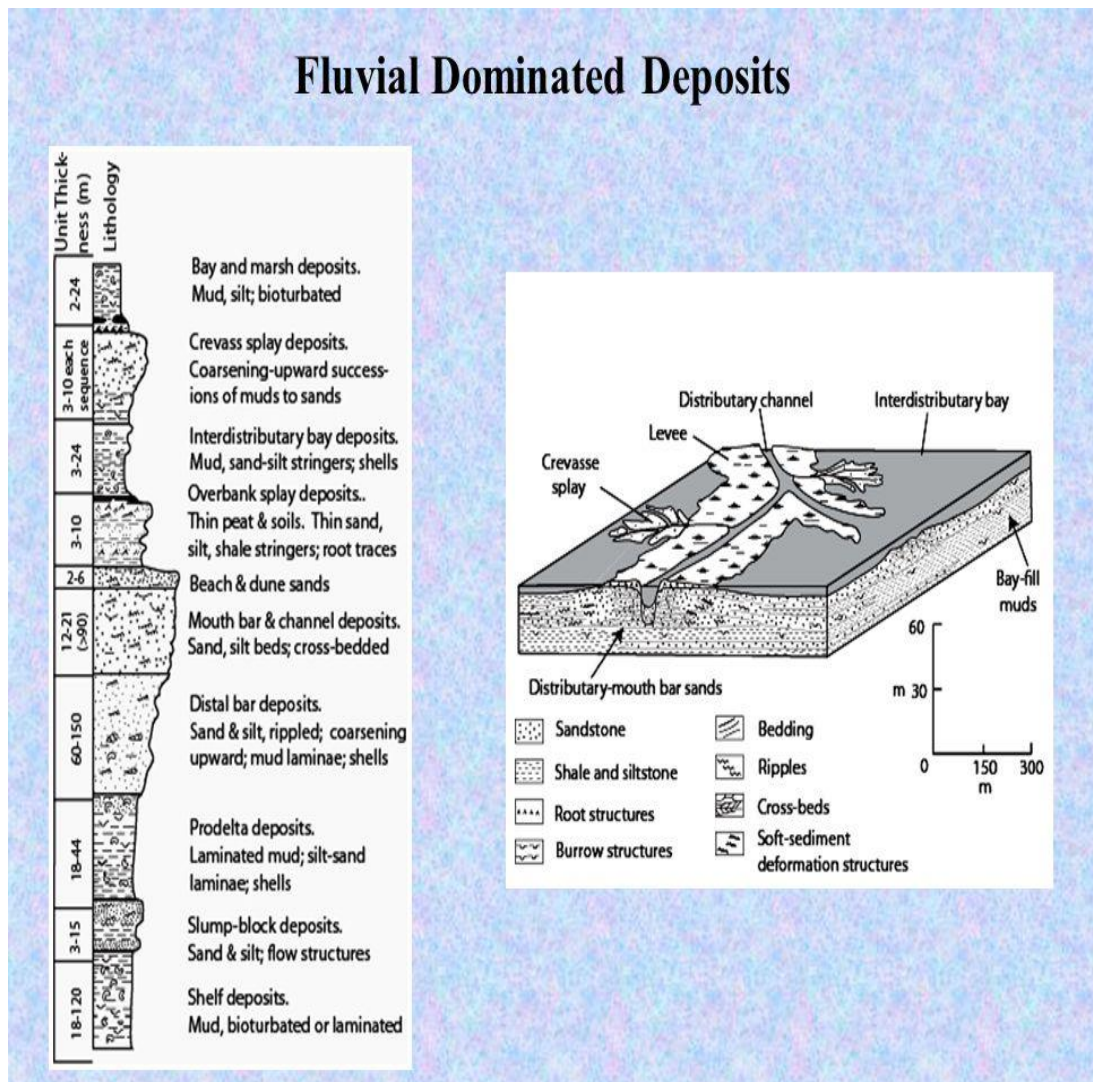 Fluvial Dominated Deposits
Unit Thick-
ness (m)
Lithology
2-24
Bay and marsh deposits.
Mud, silt; bioturbated
3-10 each
sequence
Crevass splay deposits.
Coarsening-upward success-
ions of muds to sands
3-24
Interdistributary bay deposits.
Mud, sand-silt stringers; shells
3-10
Overbank splay deposits..
Thin peat & soils. Thin sand,
silt, shale stringers; root traces
2-6
Beach & dune sands
12-21
(>90)
Mouth bar & channel deposits.
Sand, silt beds; cross-bedded
60-150
Distal bar deposits.
Sand & silt, rippled; coarsening
upward; mud laminae; shells
18-44
Prodelta deposits.
Laminated mud; silt-sand
laminae; shells
3-15
Slump-block deposits.
Sand & silt; flow structures
18-120
Shelf deposits.
Mud, bioturbated or laminated
Distributary channel
Interdistributary bay
Levee
Crevasse
splay
Bay-fill
muds
Distributary-mouth bar sands
60
m 30
0 150 300
m
Sandstone
Shale and siltstone
Root structures
Burrow structures
Bedding
Ripples
Cross-beds
Soft-sediment
deformation structures